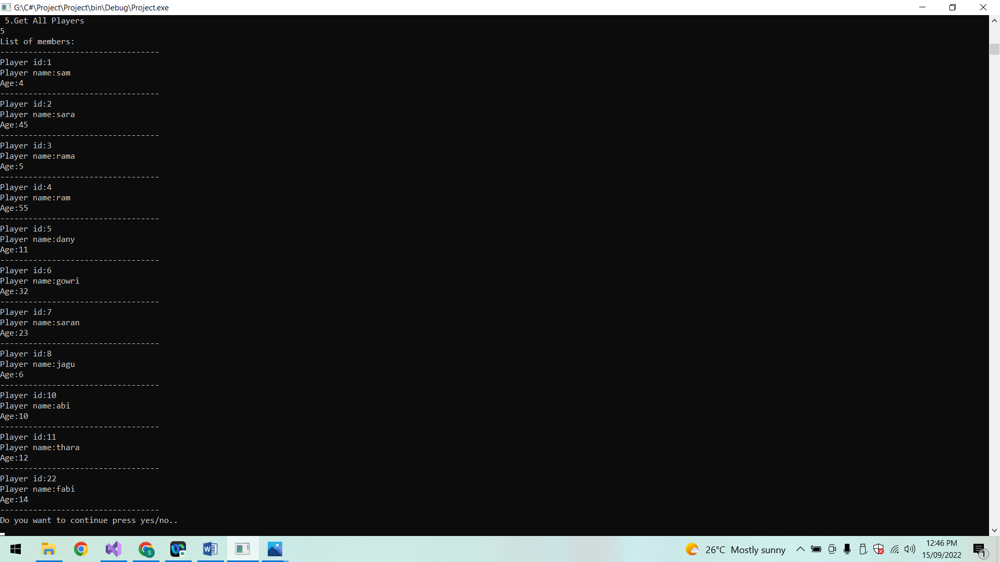 G:\C#\Project\Project\bin\Debug\Project.exe
5.Get All Players
5
List of members:
----------------------------------
Player id:1
Player name:sam
Age:4
----------------------------------
Player id:2
Player name:sara
Age:45
----------------------------------
Player id:3
Player name:rama
Age:5
----------------------------------
Player id:4
Player name:ram
Age:55
----------------------------------
Player id:5
Player name:dany
Age:11
----------------------------------
Player id:6
Player name:gowri
Age:32
----------------------------------
Player id:7
Player name:saran
Age:23
----------------------------------
Player id:8
Player name:jagu
Age:6
----------------------------------
Player id:10
Player name:abi
Age:10
----------------------------------
Player id:11
Player name:thara
Age:12
----------------------------------
Player id:22
Player name:fabi
Age:14
----------------------------------
Do you want to continue press yes/no..
S
26°C Mostly sunny
12:46 PM
15/09/2022
1